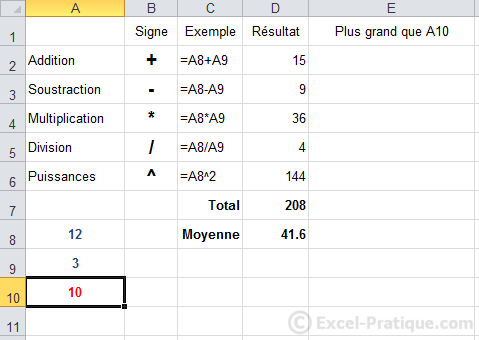 A B C D E
1 Signe Exemple Résultat Plus grand que A10
2 Addition + =A8+A9 15
3 Soustraction - =A8-A9 9
4 Multiplication * =A8*A9 36
5 Division / =A8/A9 4
6 Puissances ^ =A8^2 144
7 Total 208
8 12 Moyenne 41.6
9 3
10 10
11
© Excel-Pratique.com